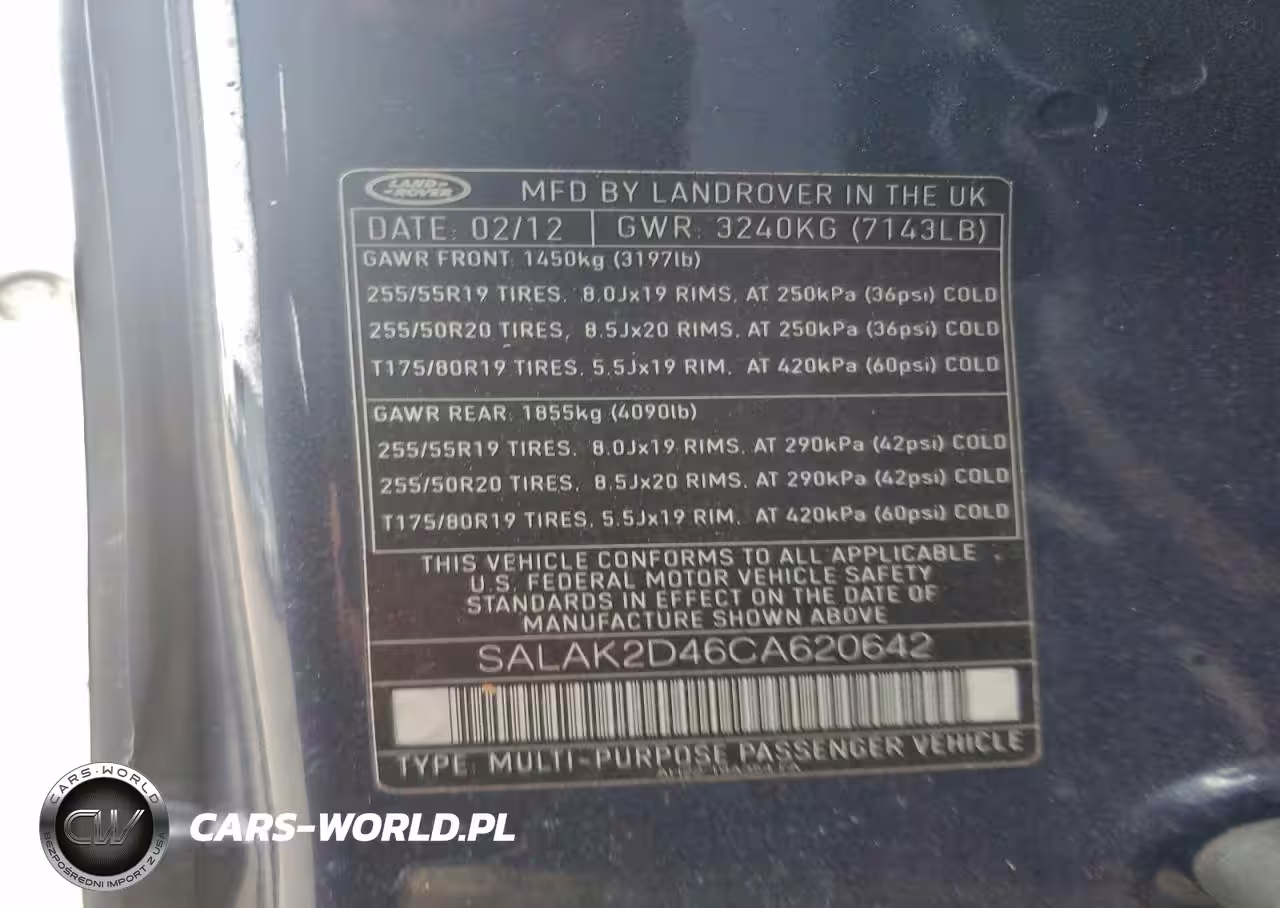 LAND-
-ROVER
MFD BY LANDROVER IN THE UK
DATE: 02/12 GWR: 3240KG (7143LB)
GAWR FRONT: 1450kg (3197lb)
255/55R19 TIRES, 8.0Jx19 RIMS, AT 250kPa (36psi) COLD
255/50R20 TIRES, 8.5Jx20 RIMS, AT 250kPa (36psi) COLD
T175/80R19 TIRES, 5.5Jx19 RIM, AT 420kPa (60psi) COLD
GAWR REAR: 1855kg (4090lb)
255/55R19 TIRES, 8.0Jx19 RIMS, AT 290kPa (42psi) COLD
255/50R20 TIRES, 8.5Jx20 RIMS, AT 290kPa (42psi) COLD
T175/80R19 TIRES, 5.5Jx19 RIM, AT 420kPa (60psi) COLD
THIS VEHICLE CONFORMS TO ALL APPLICABLE
U.S. FEDERAL MOTOR VEHICLE SAFETY
STANDARDS IN EFFECT ON THE DATE OF
MANUFACTURE SHOWN ABOVE
SALAK2D46CA620642
TYPE: MULTI-PURPOSE PASSENGER VEHICLE
CARS-WORLD
CW
BEZPOŚREDNI IMPORT Z USA
CARS-WORLD.PL